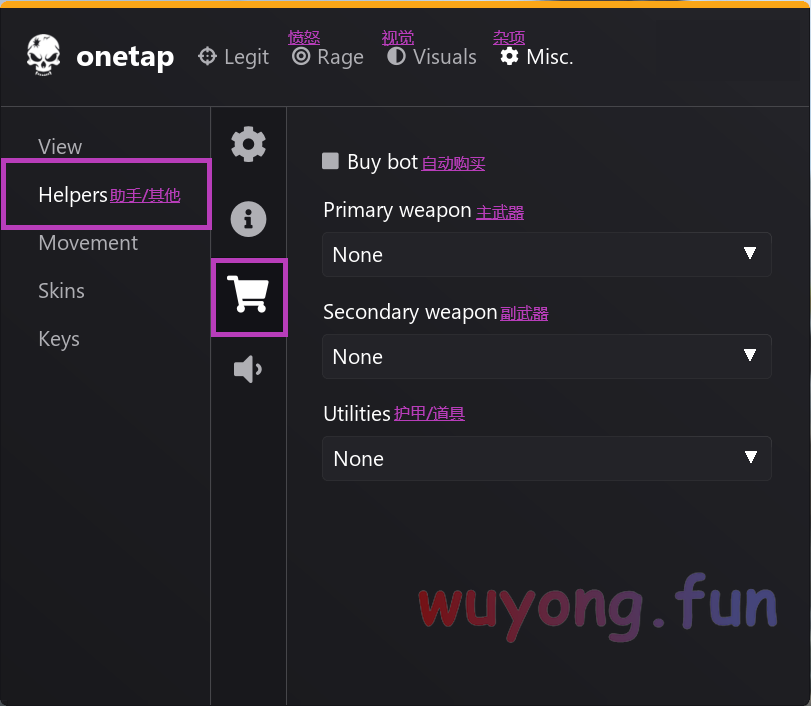 愤怒 视觉 杂项
onetap Legit Rage Visuals Misc.
View
Helpers 助手/其他
Movement
Skins
Keys
Buy bot 自动购买
Primary weapon 主武器
None
Secondary weapon 副武器
None
Utilities 护甲/道具
None
wuyong.fun